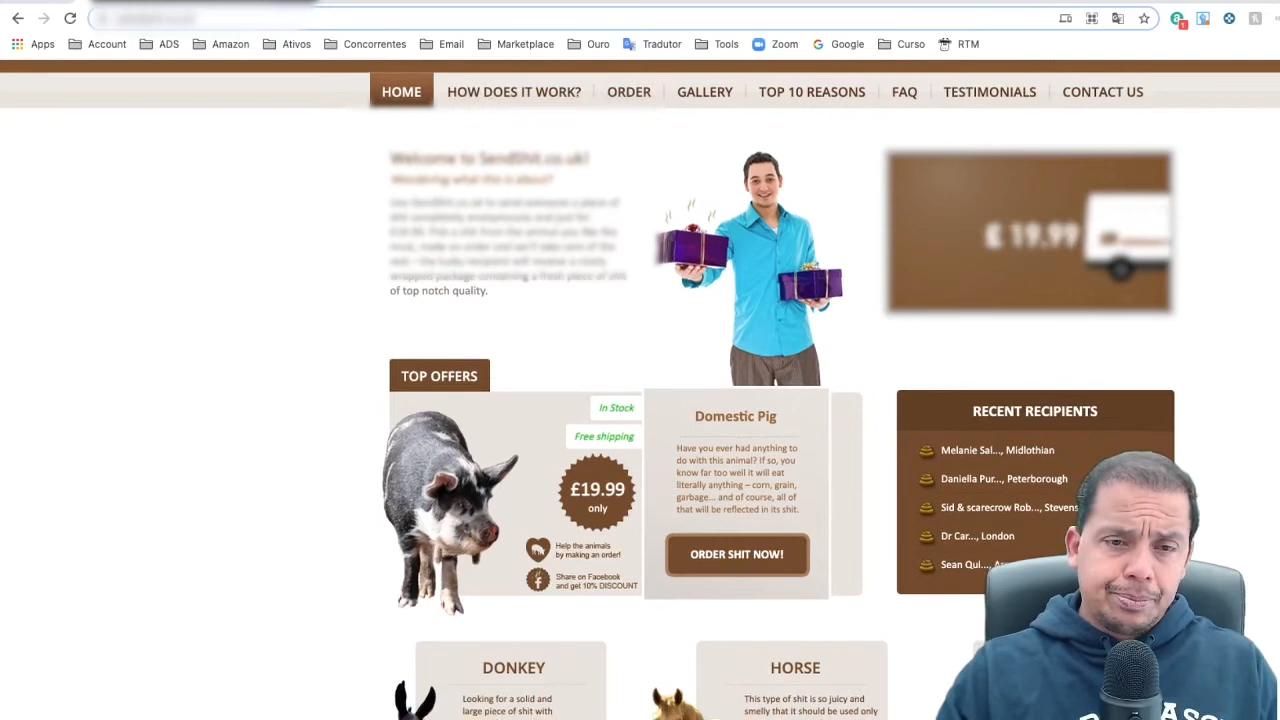 Apps Account ADS Amazon Ativos Concorrentes Email Marketplace Ouro Tradutor Tools Zoom Google Curso RTM
HOME HOW DOES IT WORK? ORDER GALLERY TOP 10 REASONS FAQ TESTIMONIALS CONTACT US
Welcome to SendShit.co.uk!
Wondering what this is about?
of top notch quality.
£ 19.99
TOP OFFERS
In Stock
Free shipping
£19.99
only
Help the animals
by making an order!
Share on Facebook
and get 10% DISCOUNT
Domestic Pig
Have you ever had anything to
do with this animal? If so, you
know far too well it will eat
literally anything – corn, grain,
garbage... and of course, all of
that will be reflected in its shit.
ORDER SHIT NOW!
RECENT RECIPIENTS
Melanie Sal..., Midlothian
Daniella Pur..., Peterborough
Sid & scarecrow Rob..., Stevens
Dr Car..., London
Sean Qui...,
DONKEY
Looking for a solid and
large piece of shit with
HORSE
This type of shit is so juicy and
smelly that it should be used only